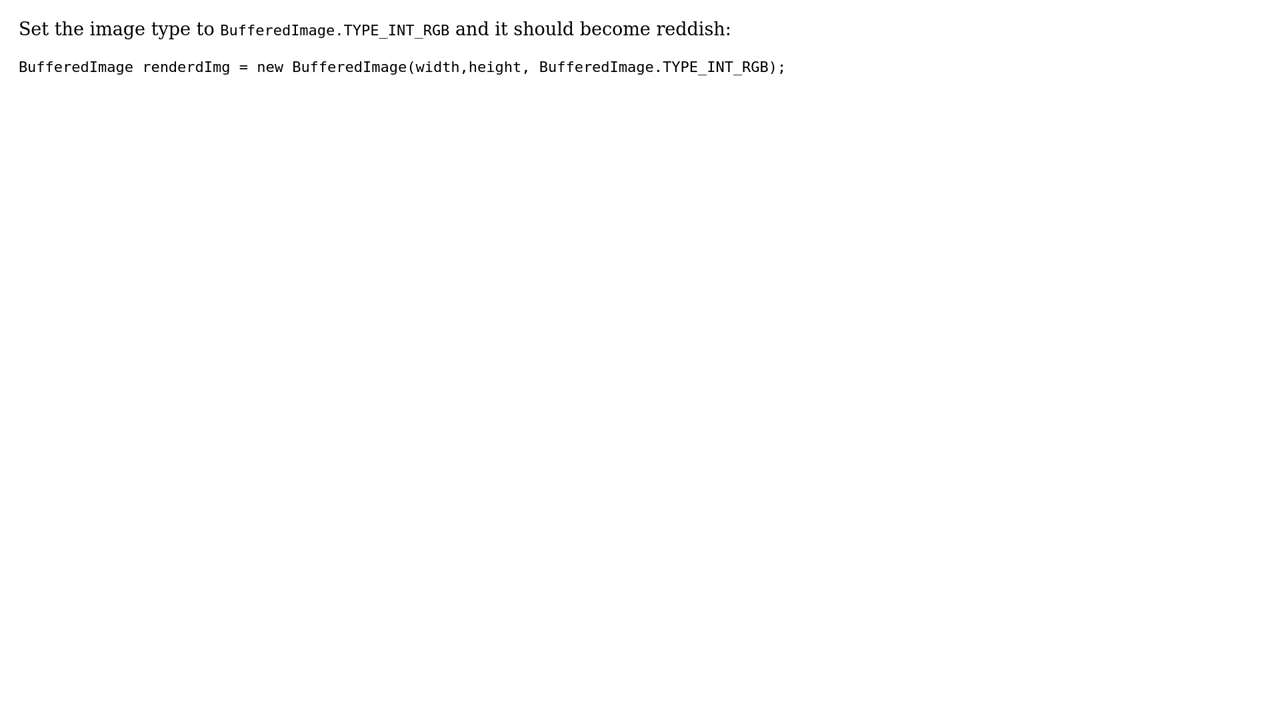 Set the image type to BufferedImage.TYPE_INT_RGB and it should become reddish:
BufferedImage renderdImg = new BufferedImage(width,height, BufferedImage.TYPE_INT_RGB);